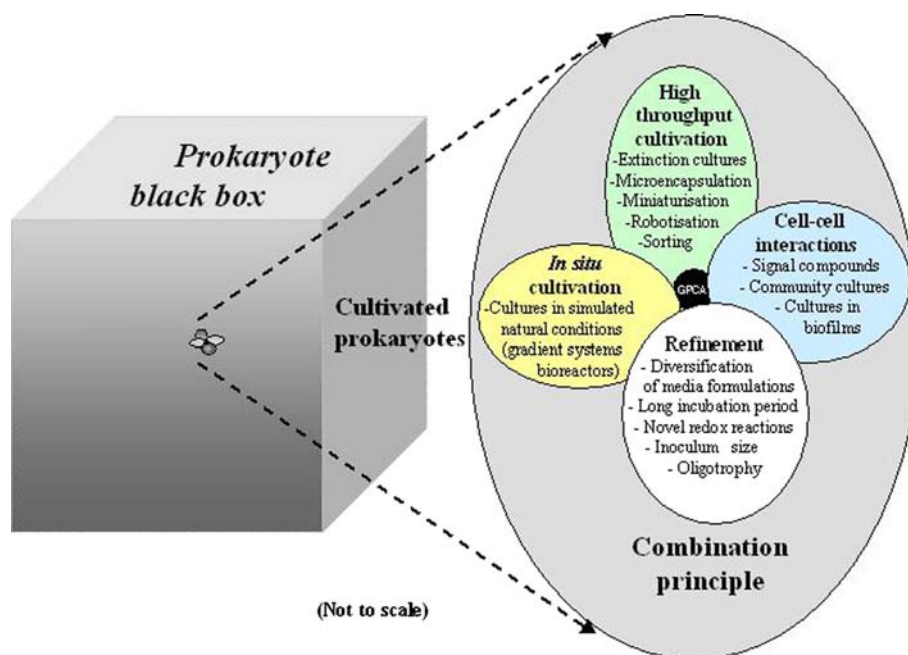 Prokaryote
black box
Cultivated
prokaryotes
(Not to scale)
High
throughput
cultivation
-Extinction cultures
-Microencapsulation
-Miniaturisation
-Robotisation
-Sorting
Cell-cell
interactions
- Signal compounds
- Community cultures
- Cultures in
biofilms
In situ
cultivation
-Cultures in simulated
natural conditions
(gradient systems
bioreactors)
GPCA
Refinement
- Diversification
of media formulations
- Long incubation period
- Novel redox reactions
- Inoculum size
- Oligotrophy
Combination
principle